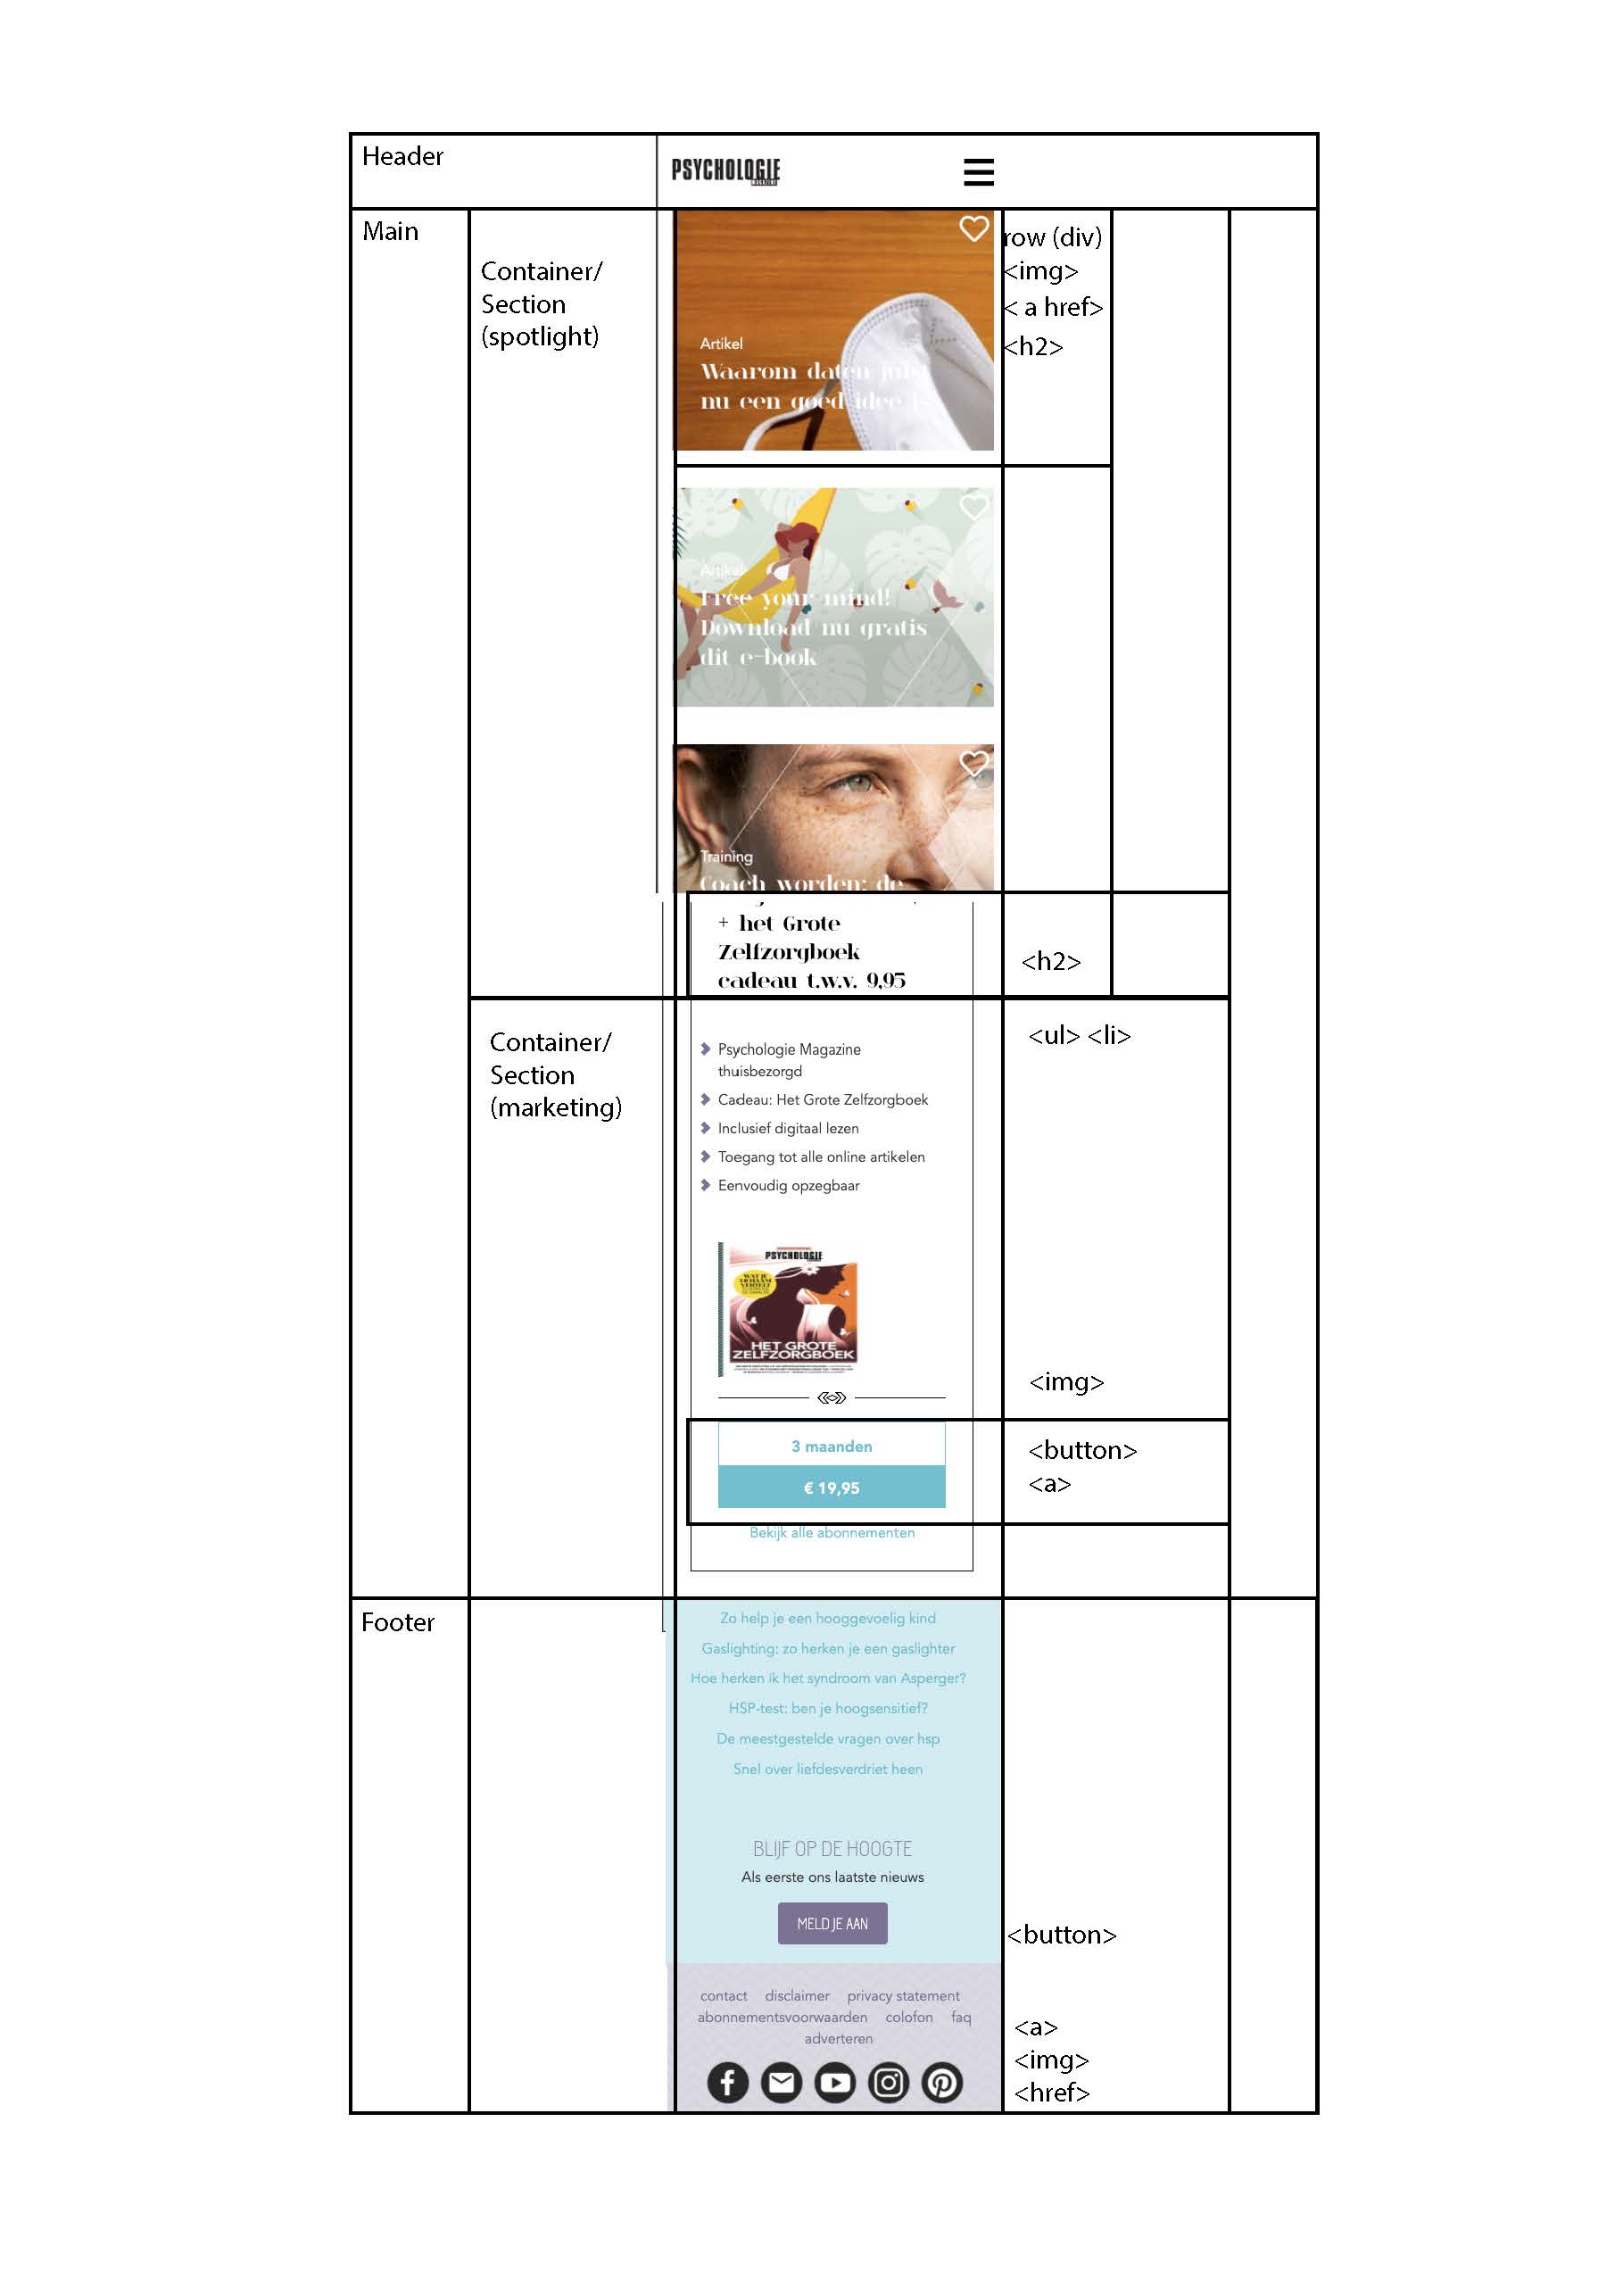 Header
PSYCHOLOGIE
Main
Container/
Section
(spotlight)
row (div)
<img>
< a href>
<h2>
Artikel
Waarom daten juist
nu een goed idee is
Artikel
Free your mind!
Download nu gratis
dit e-book
Training
Coach worden: de
+ het Grote
Zelfzorgboek
cadeau t.w.v. 9,95
<h2>
Container/
Section
(marketing)
<ul> <li>
Psychologie Magazine
thuisbezorgd
Cadeau: Het Grote Zelfzorgboek
Inclusief digitaal lezen
Toegang tot alle online artikelen
Eenvoudig opzegbaar
PSYCHOLOGIE
HET GROTE
ZELFZORGBOEK
<img>
3 maanden
€ 19,95
<button>
<a>
Bekijk alle abonnementen
Footer
Zo help je een hooggevoelig kind
Gaslighting: zo herken je een gaslighter
Hoe herken ik het syndroom van Asperger?
HSP-test: ben je hoogsensitief?
De meestgestelde vragen over hsp
Snel over liefdesverdriet heen
BLIJF OP DE HOOGTE
Als eerste ons laatste nieuws
MELD JE AAN
<button>
contact disclaimer privacy statement
abonnementsvoorwaarden colofon faq
adverteren
<a>
<img>
<href>